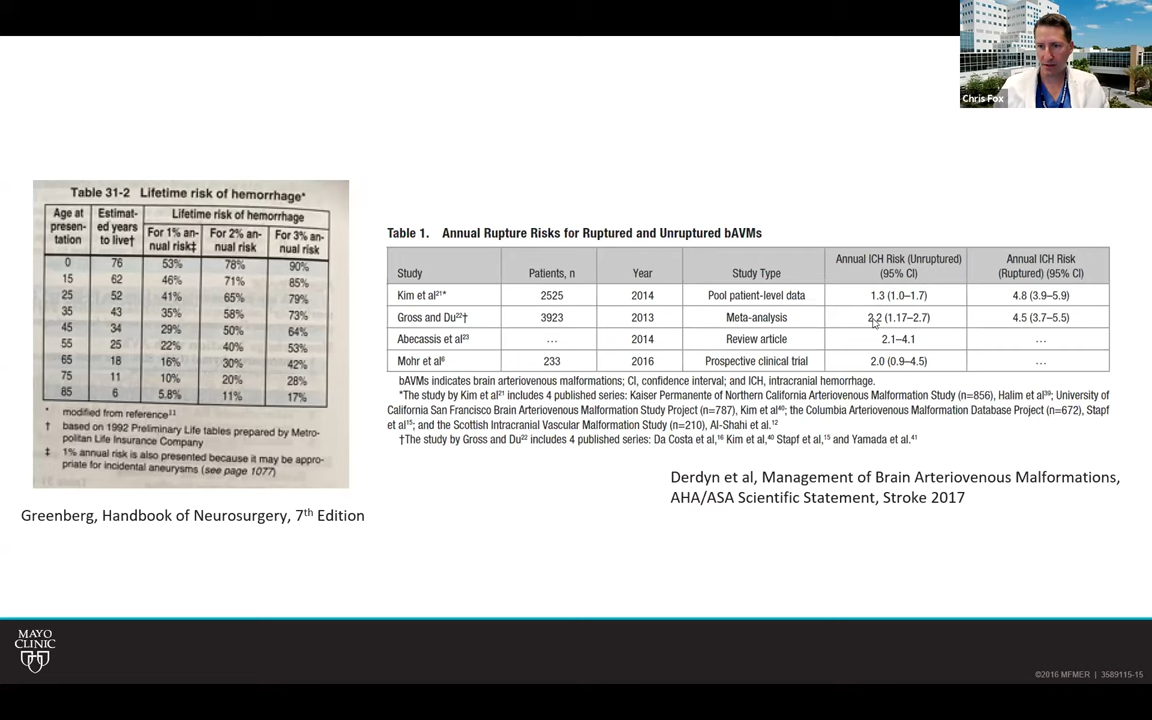 Chris Fox
Table 31-2 Lifetime risk of hemorrhage*
Age at presen-tation | Estimat-ed years to live† | Lifetime risk of hemorrhage
For 1% an-nual risk‡ | For 2% an-nual risk | For 3% an-nual risk
0 76 53% 78% 90%
15 62 46% 71% 85%
25 52 41% 65% 79%
35 43 35% 58% 73%
45 34 29% 50% 64%
55 25 22% 40% 53%
65 18 16% 30% 42%
75 11 10% 20% 28%
85 6 5.8% 11% 17%
* modified from reference¹¹
† based on 1992 Preliminary Life tables prepared by Metro-
politan Life Insurance Company
‡ 1% annual risk is also presented because it may be appro-
priate for incidental aneurysms (see page 1077)
Greenberg, Handbook of Neurosurgery, 7th Edition
Table 1. Annual Rupture Risks for Ruptured and Unruptured bAVMs
Study | Patients, n | Year | Study Type | Annual ICH Risk (Unruptured) (95% CI) | Annual ICH Risk (Ruptured) (95% CI)
Kim et al²¹* 2525 2014 Pool patient-level data 1.3 (1.0–1.7) 4.8 (3.9–5.9)
Gross and Du²²† 3923 2013 Meta-analysis 2.2 (1.17–2.7) 4.5 (3.7–5.5)
Abecassis et al²³ ... 2014 Review article 2.1–4.1 ...
Mohr et al⁶ 233 2016 Prospective clinical trial 2.0 (0.9–4.5) ...
bAVMs indicates brain arteriovenous malformations; CI, confidence interval; and ICH, intracranial hemorrhage.
*The study by Kim et al²¹ includes 4 published series: Kaiser Permanente of Northern California Arteriovenous Malformation Study (n=856), Halim et al³⁹; University of
California San Francisco Brain Arteriovenous Malformation Study Project (n=787), Kim et al⁴⁰; the Columbia Arteriovenous Malformation Database Project (n=672), Stapf
et al¹⁵; and the Scottish Intracranial Vascular Malformation Study (n=210), Al-Shahi et al.¹²
†The study by Gross and Du²² includes 4 published series: Da Costa et al,¹⁶ Kim et al,⁴⁰ Stapf et al,¹⁵ and Yamada et al.⁴¹
Derdyn et al, Management of Brain Arteriovenous Malformations,
AHA/ASA Scientific Statement, Stroke 2017
MAYO
CLINIC
©2016 MFMER | 3589115-15